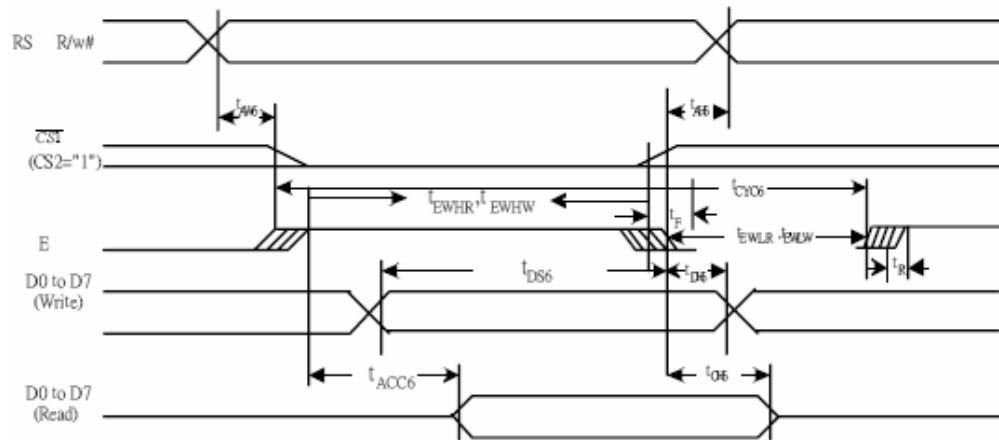 RS R/w#
tAW6
tAH6
CS1
(CS2="1")
tCYC6
tEWHR, tEWHW
tF
E
tEWLR, tEWLW
tR
tDS6
tDH6
D0 to D7
(Write)
tACC6
tOH6
D0 to D7
(Read)